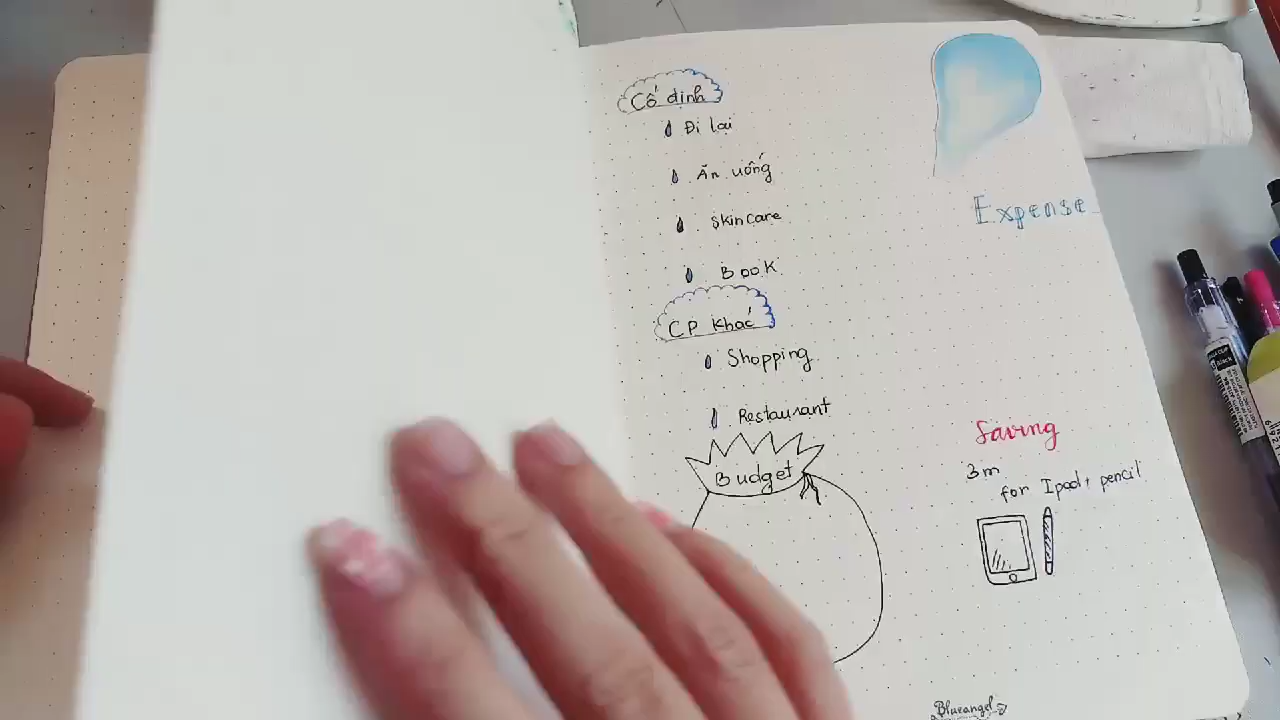 Cố định
Đi lại
Ăn uống
Skincare
Book
CP Khác
Shopping
Restaurant
Budget
Expense
Saving
3m
for Ipad + pencil
Blueangel